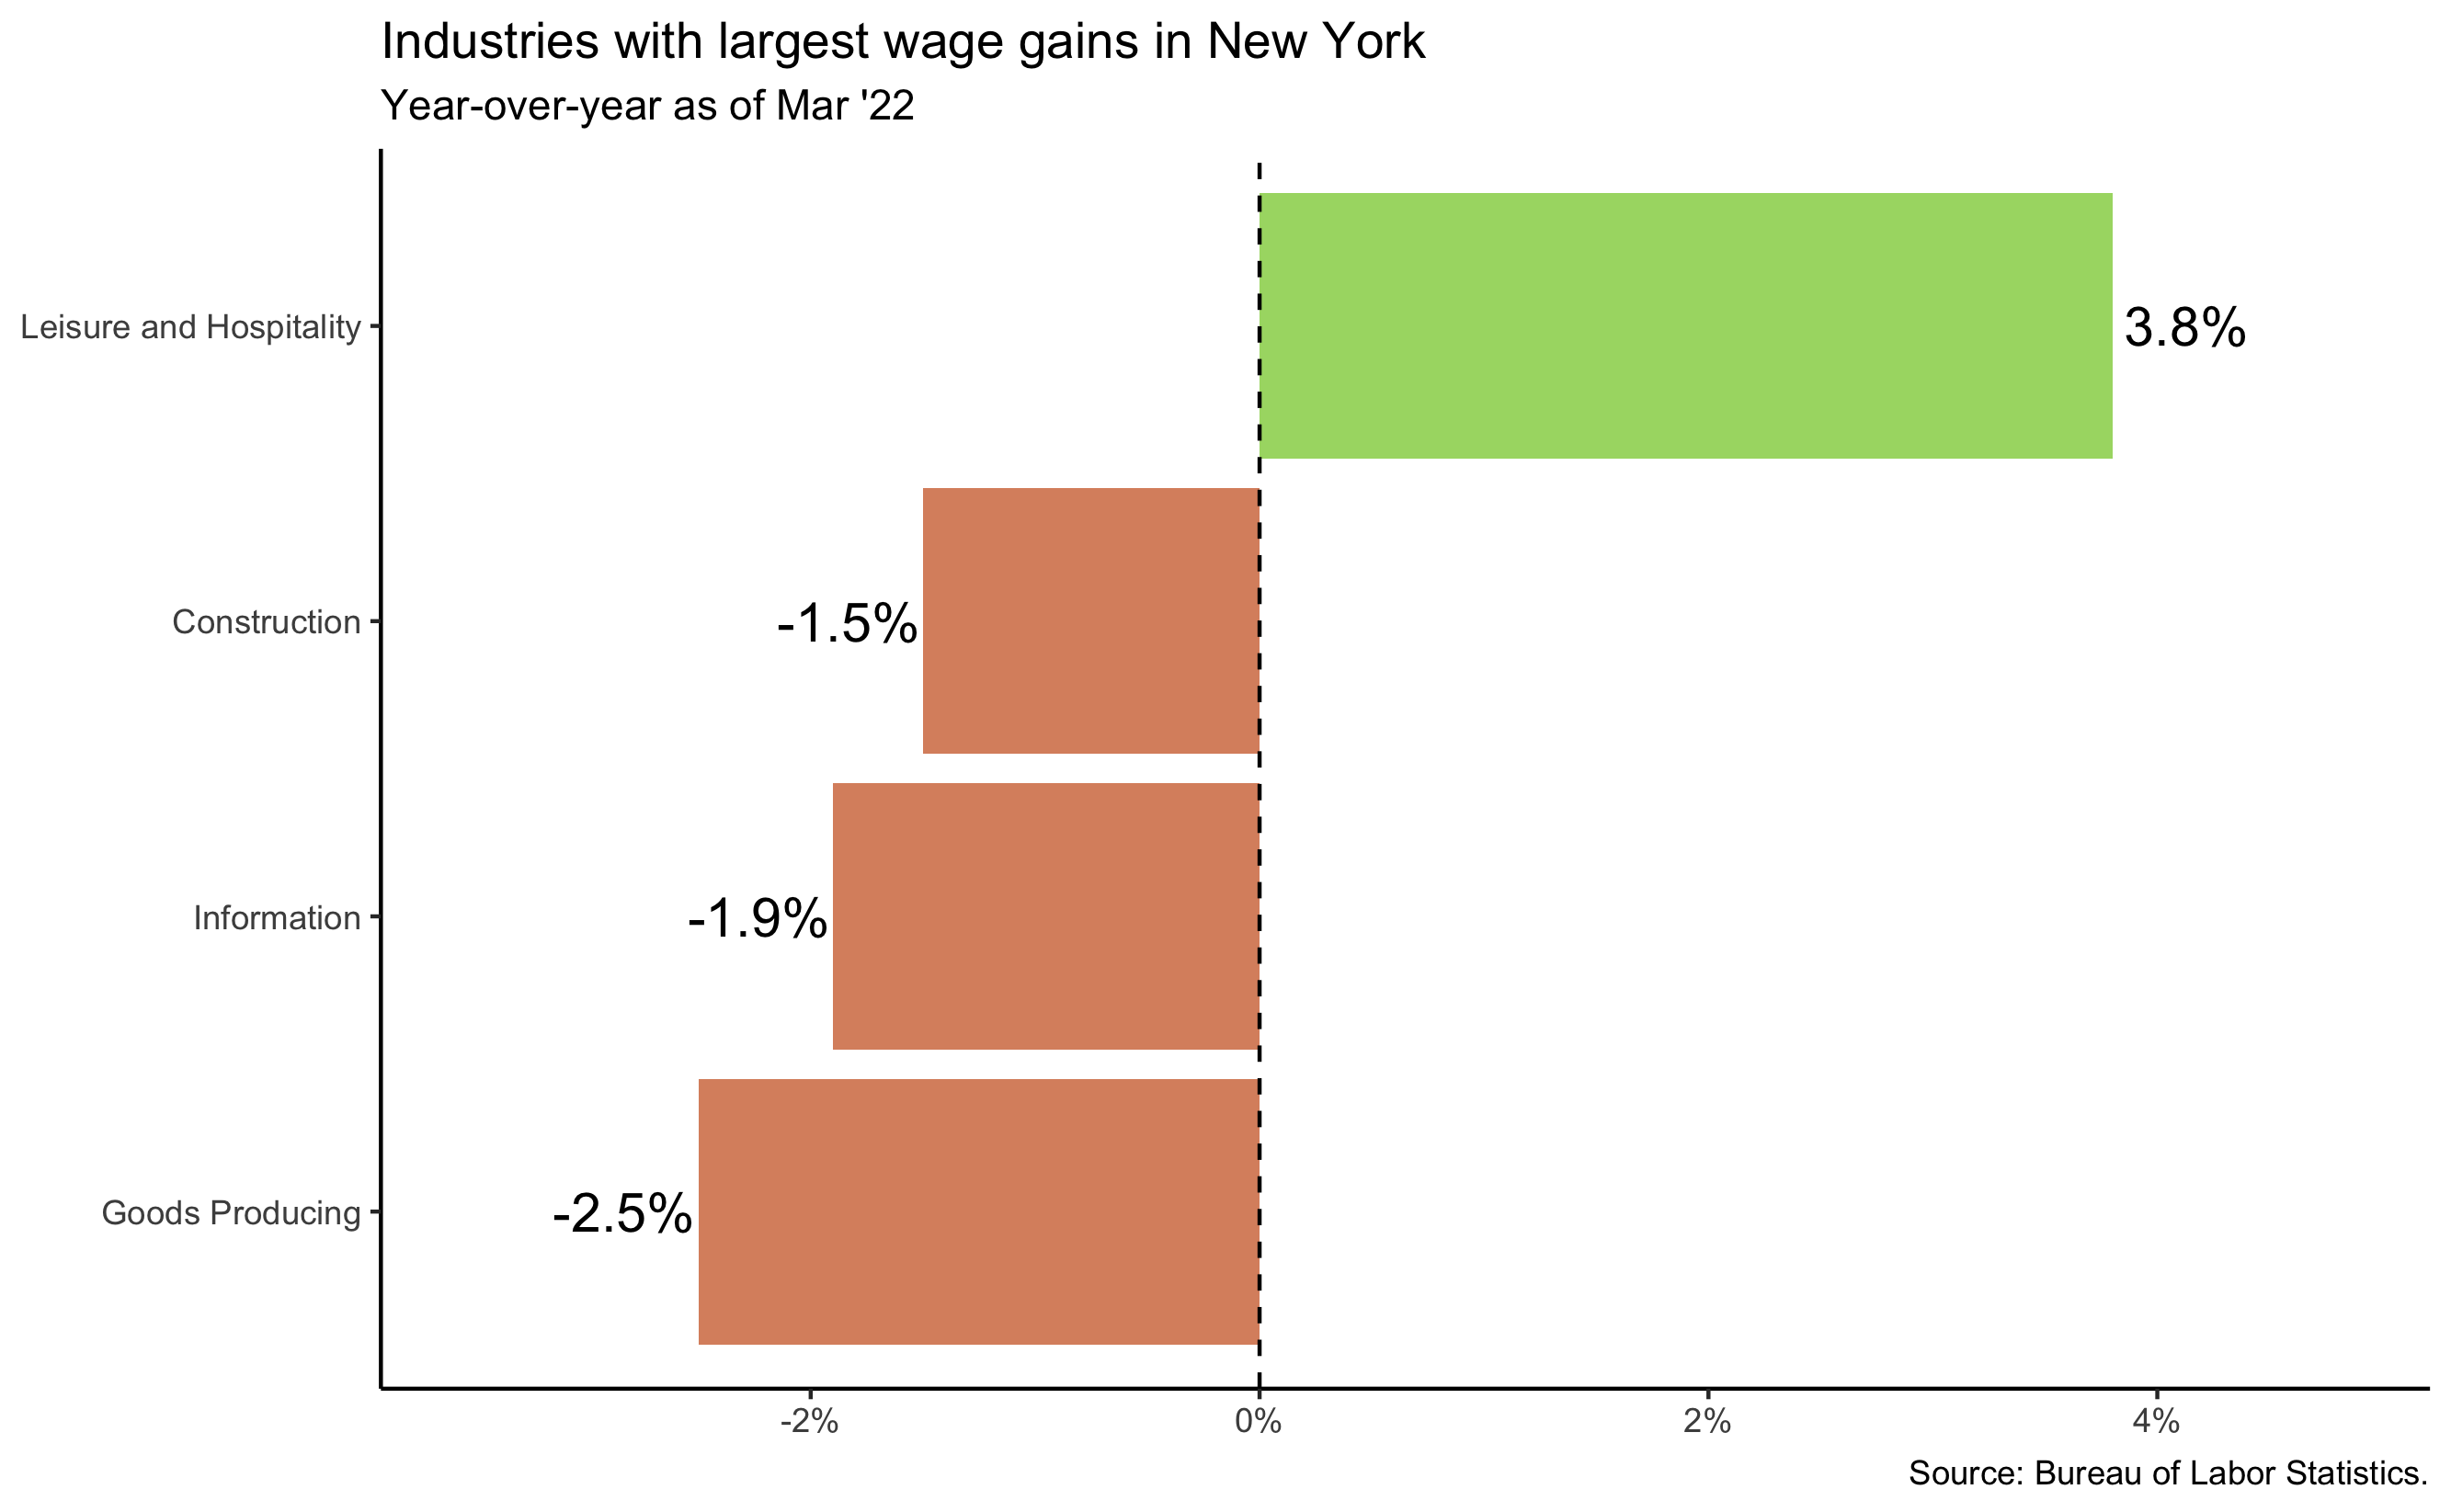 Industries with largest wage gains in New York
Year-over-year as of Mar '22
Leisure and Hospitality
3.8%
Construction
-1.5%
Information
-1.9%
Goods Producing
-2.5%
-2%
0%
2%
4%
Source: Bureau of Labor Statistics.